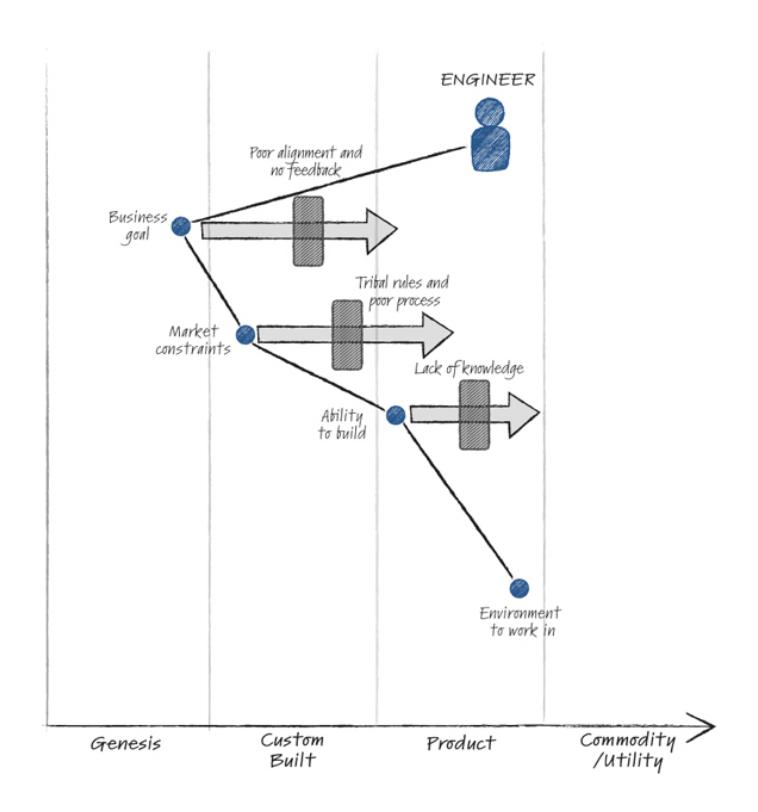 ENGINEER
Poor alignment and
no feedback
Business
goal
Tribal rules and
poor process
Market
constraints
Lack of knowledge
Ability
to build
Environment
to work in
Genesis
Custom
Built
Product
Commodity
/Utility